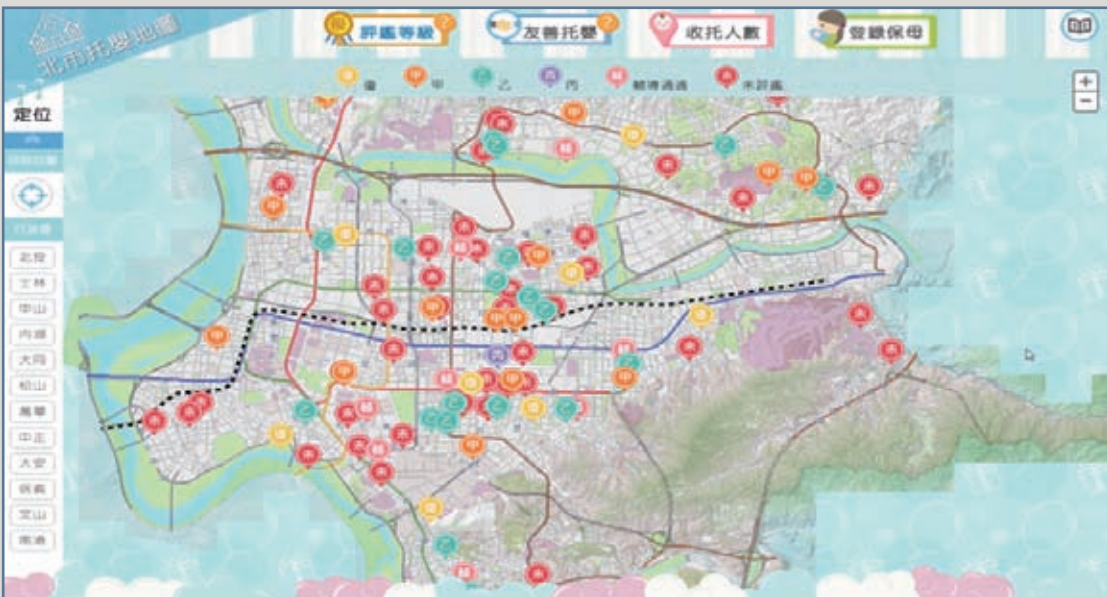 北市托嬰地圖
評鑑等級 ?
友善托嬰 ?
收托人數
登錄保母
優 甲 乙 丙 輔導通過 未評鑑
定位
行政區
北投
士林
中山
內湖
大同
松山
萬華
中正
大安
信義
文山
南港
+
−